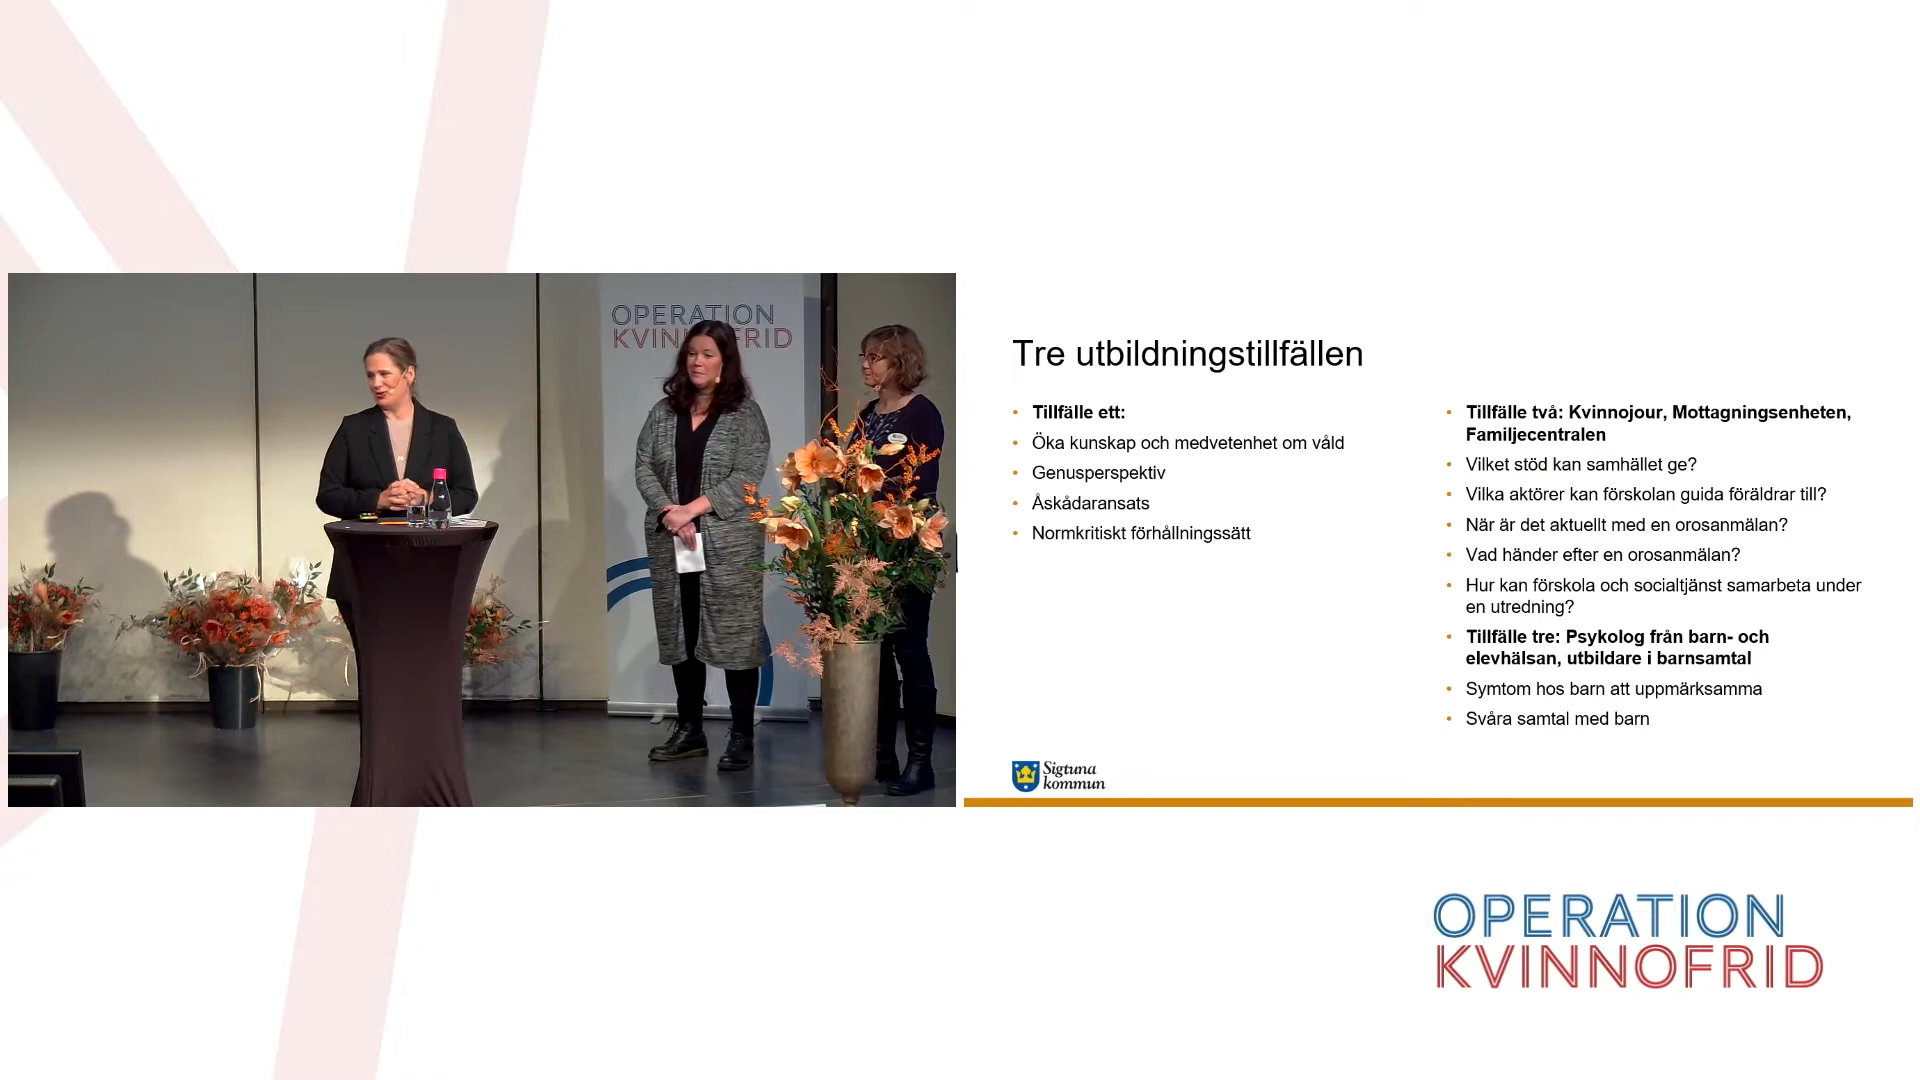 OPERATION
KVINNOFRID
Tre utbildningstillfällen
Tillfälle ett:
Öka kunskap och medvetenhet om våld
Genusperspektiv
Åskådaransats
Normkritiskt förhållningssätt
Tillfälle två: Kvinnojour, Mottagningsenheten,
Familjecentralen
Vilket stöd kan samhället ge?
Vilka aktörer kan förskolan guida föräldrar till?
När är det aktuellt med en orosanmälan?
Vad händer efter en orosanmälan?
Hur kan förskola och socialtjänst samarbeta under
en utredning?
Tillfälle tre: Psykolog från barn- och
elevhälsan, utbildare i barnsamtal
Symtom hos barn att uppmärksamma
Svåra samtal med barn
Sigtuna
kommun
OPERATION
KVINNOFRID